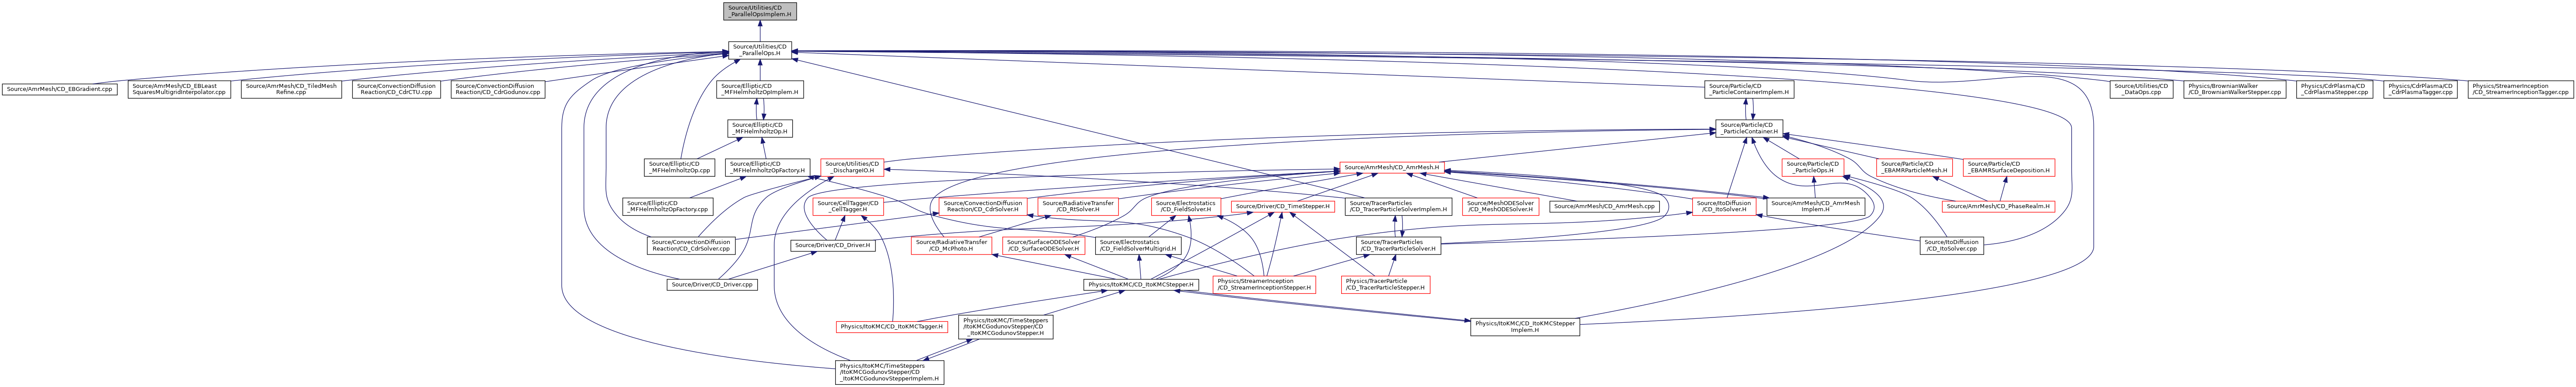 Source/Utilities/CD
_ParallelOpsImplem.H
Source/Utilities/CD
_ParallelOps.H
Source/AmrMesh/CD_EBGradient.cpp
Source/AmrMesh/CD_EBLeast
SquaresMultigridInterpolator.cpp
Source/AmrMesh/CD_TiledMesh
Refine.cpp
Source/ConvectionDiffusion
Reaction/CD_CdrCTU.cpp
Source/ConvectionDiffusion
Reaction/CD_CdrGodunov.cpp
Source/Elliptic/CD
_MFHelmholtzOpImplem.H
Source/Particle/CD
_ParticleContainerImplem.H
Source/Utilities/CD
_DataOps.cpp
Physics/BrownianWalker
/CD_BrownianWalkerStepper.cpp
Physics/CdrPlasma/CD
_CdrPlasmaStepper.cpp
Physics/CdrPlasma/CD
_CdrPlasmaTagger.cpp
Physics/StreamerInception
/CD_StreamerInceptionTagger.cpp
Source/Elliptic/CD
_MFHelmholtzOp.H
Source/Particle/CD
_ParticleContainer.H
Source/Elliptic/CD
_MFHelmholtzOp.cpp
Source/Elliptic/CD
_MFHelmholtzOpFactory.H
Source/Utilities/CD
_DischargeIO.H
Source/AmrMesh/CD_AmrMesh.H
Source/Particle/CD
_ParticleOps.H
Source/Particle/CD
_EBAMRParticleMesh.H
Source/Particle/CD
_EBAMRSurfaceDeposition.H
Source/Elliptic/CD
_MFHelmholtzOpFactory.cpp
Source/CellTagger/CD
_CellTagger.H
Source/ConvectionDiffusion
Reaction/CD_CdrSolver.H
Source/RadiativeTransfer
/CD_RtSolver.H
Source/Electrostatics
/CD_FieldSolver.H
Source/Driver/CD_TimeStepper.H
Source/TracerParticles
/CD_TracerParticleSolverImplem.H
Source/MeshODESolver
/CD_MeshODESolver.H
Source/AmrMesh/CD_AmrMesh.cpp
Source/ItoDiffusion
/CD_ItoSolver.H
Source/AmrMesh/CD_AmrMesh
Implem.H
Source/AmrMesh/CD_PhaseRealm.H
Source/ConvectionDiffusion
Reaction/CD_CdrSolver.cpp
Source/Driver/CD_Driver.H
Source/RadiativeTransfer
/CD_McPhoto.H
Source/SurfaceODESolver
/CD_SurfaceODESolver.H
Source/Electrostatics
/CD_FieldSolverMultigrid.H
Source/TracerParticles
/CD_TracerParticleSolver.H
Source/ItoDiffusion
/CD_ItoSolver.cpp
Source/Driver/CD_Driver.cpp
Physics/ItoKMC/CD_ItoKMCStepper.H
Physics/StreamerInception
/CD_StreamerInceptionStepper.H
Physics/TracerParticle
/CD_TracerParticleStepper.H
Physics/ItoKMC/CD_ItoKMCTagger.H
Physics/ItoKMC/TimeSteppers
/ItoKMCGodunovStepper/CD
_ItoKMCGodunovStepper.H
Physics/ItoKMC/CD_ItoKMCStepper
Implem.H
Physics/ItoKMC/TimeSteppers
/ItoKMCGodunovStepper/CD
_ItoKMCGodunovStepperImplem.H